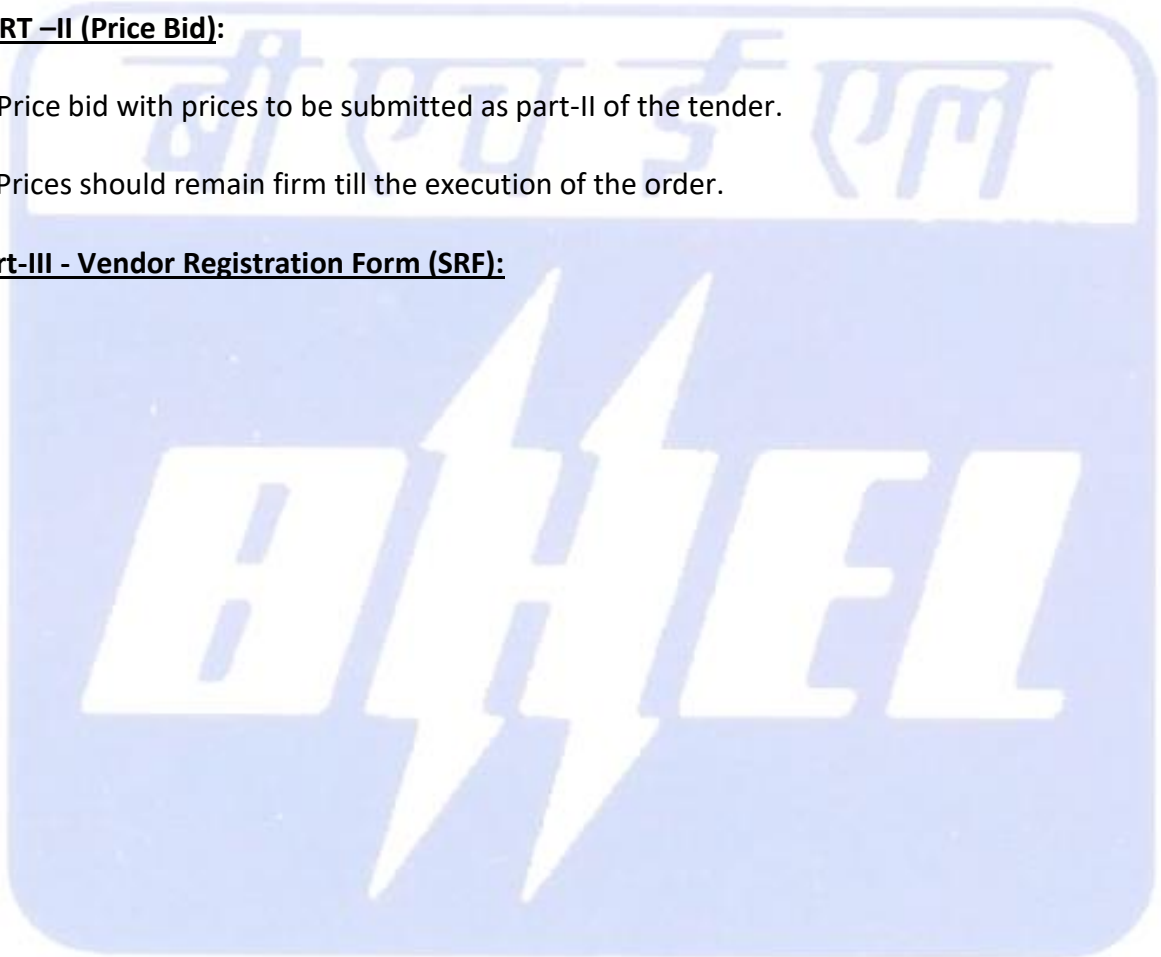 RT –II (Price Bid):
Price bid with prices to be submitted as part-II of the tender.
Prices should remain firm till the execution of the order.
rt-III - Vendor Registration Form (SRF):
बी एच ई एल
BHEL